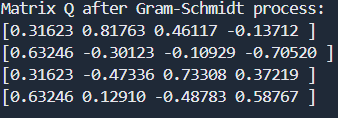 Matrix Q after Gram-Schmidt process:
[0.31623 0.81763 0.46117 -0.13712 ]
[0.63246 -0.30123 -0.10929 -0.70520 ]
[0.31623 -0.47336 0.73308 0.37219 ]
[0.63246 0.12910 -0.48783 0.58767 ]